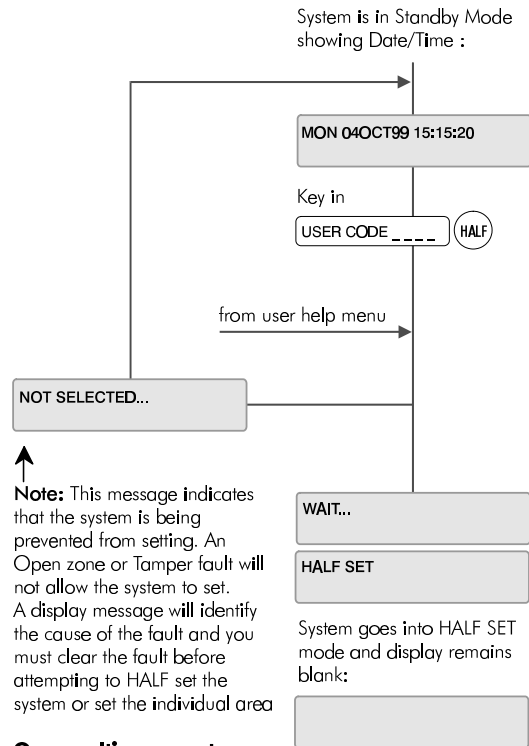 System is in Standby Mode
showing Date/Time :
MON 04OCT99 15:15:20
Key in
USER CODE _ _ _ _
HALF
from user help menu
NOT SELECTED...
Note: This message indicates
that the system is being
prevented from setting. An
Open zone or Tamper fault will
not allow the system to set.
A display message will identify
the cause of the fault and you
must clear the fault before
attempting to HALF set the
system or set the individual area
WAIT...
HALF SET
System goes into HALF SET
mode and display remains
blank: